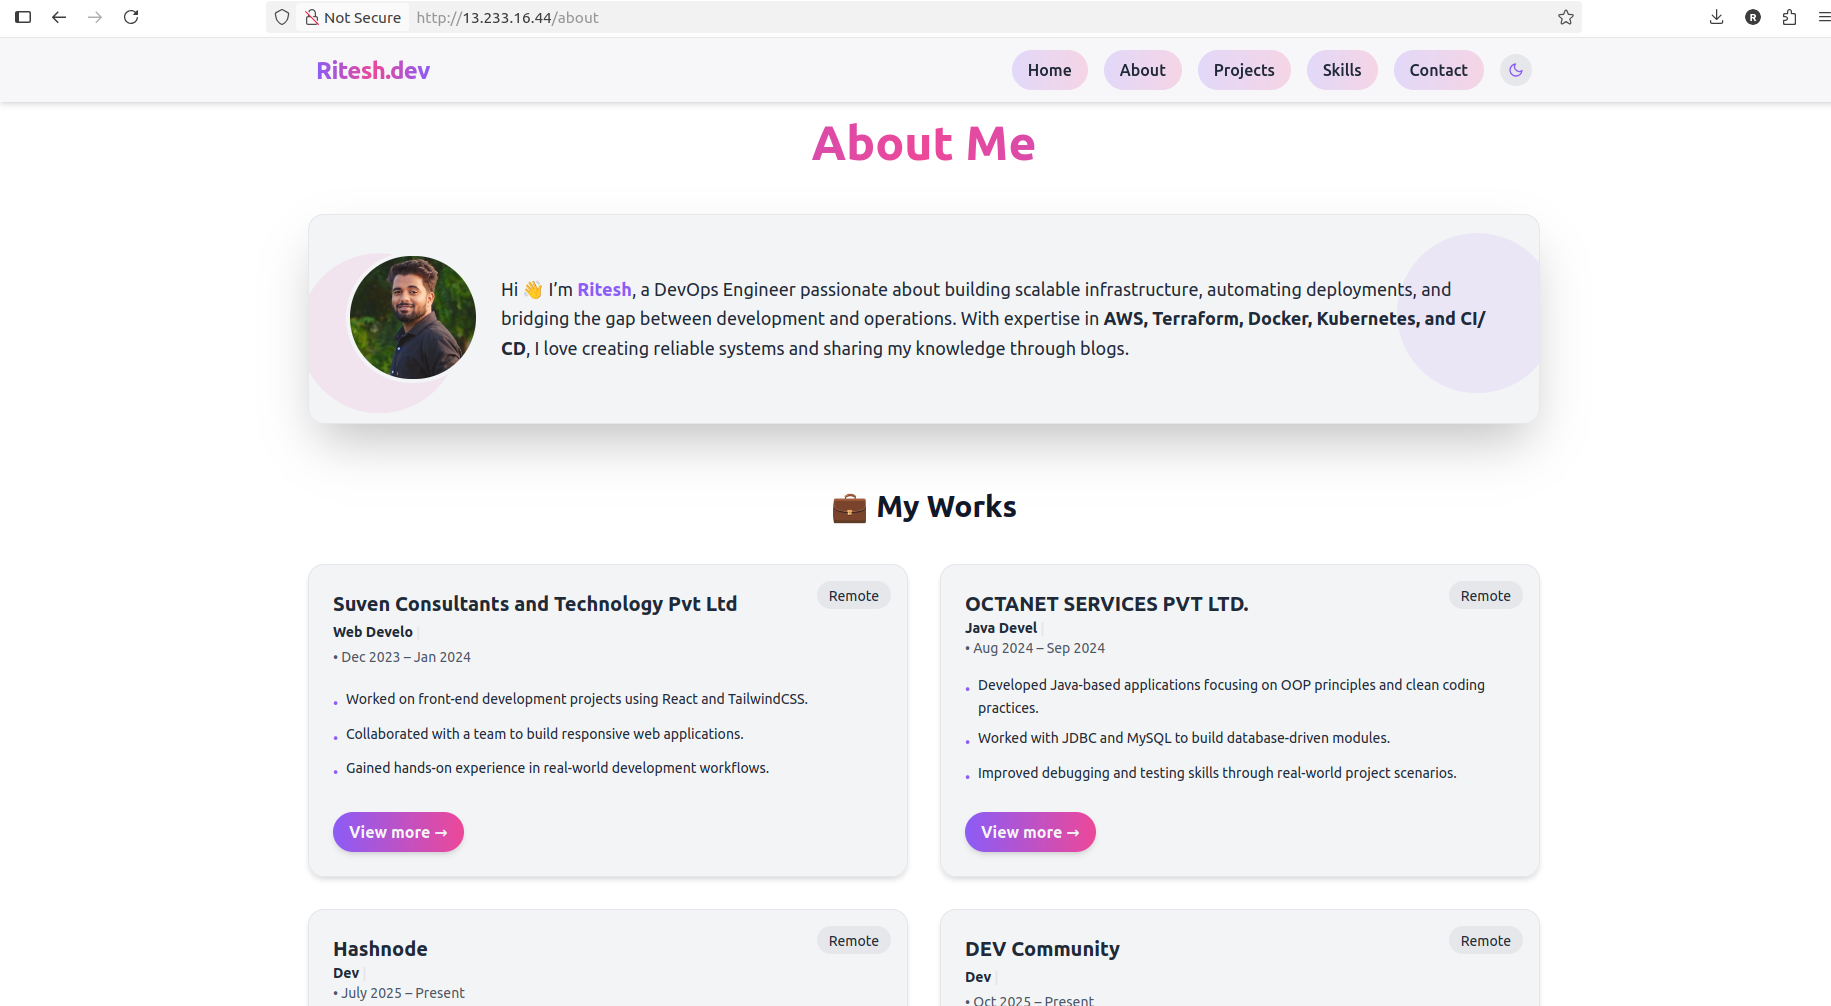 Not Secure http://13.233.16.44/about
Ritesh.dev
Home About Projects Skills Contact
About Me
Hi 👋 I’m Ritesh, a DevOps Engineer passionate about building scalable infrastructure, automating deployments, and
bridging the gap between development and operations. With expertise in AWS, Terraform, Docker, Kubernetes, and CI/
CD, I love creating reliable systems and sharing my knowledge through blogs.
💼 My Works
Suven Consultants and Technology Pvt Ltd
Remote
Web Develo
• Dec 2023 – Jan 2024
• Worked on front-end development projects using React and TailwindCSS.
• Collaborated with a team to build responsive web applications.
• Gained hands-on experience in real-world development workflows.
View more →
OCTANET SERVICES PVT LTD.
Remote
Java Devel
• Aug 2024 – Sep 2024
• Developed Java-based applications focusing on OOP principles and clean coding
practices.
• Worked with JDBC and MySQL to build database-driven modules.
• Improved debugging and testing skills through real-world project scenarios.
View more →
Hashnode
Remote
Dev
• July 2025 – Present
DEV Community
Remote
Dev
• Oct 2025 – Present